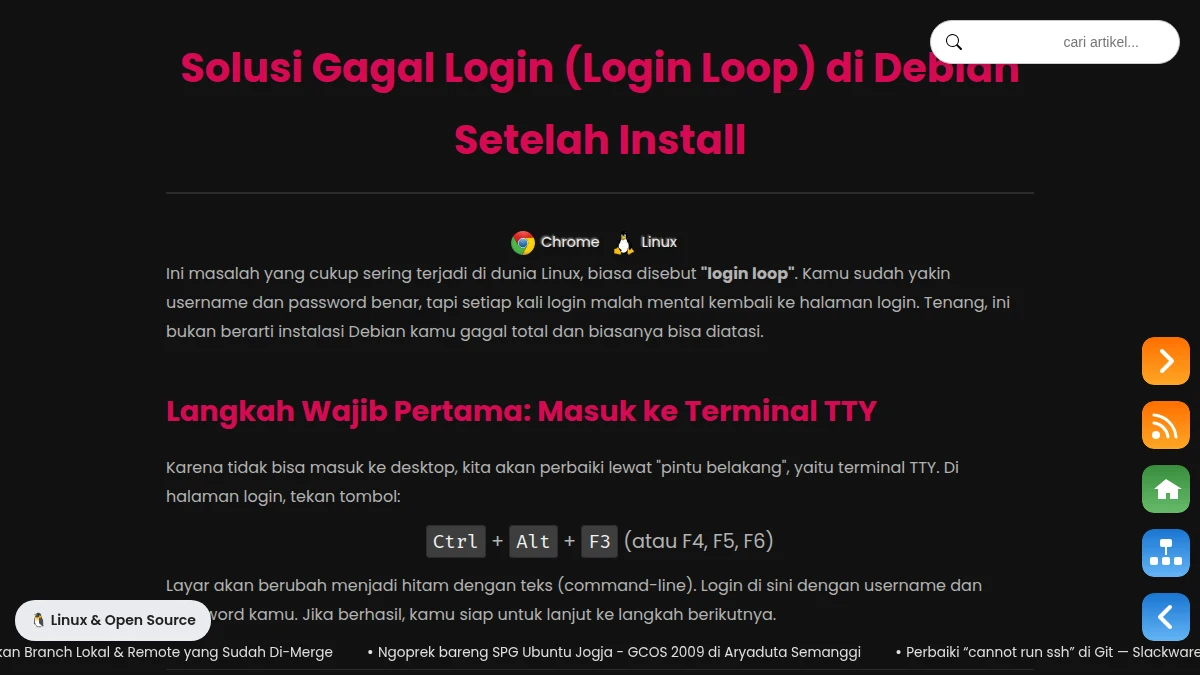 cari artikel...
Solusi Gagal Login (Login Loop) di Debian
Setelah Install
Chrome Linux
Ini masalah yang cukup sering terjadi di dunia Linux, biasa disebut "login loop". Kamu sudah yakin
username dan password benar, tapi setiap kali login malah mental kembali ke halaman login. Tenang, ini
bukan berarti instalasi Debian kamu gagal total dan biasanya bisa diatasi.
Langkah Wajib Pertama: Masuk ke Terminal TTY
Karena tidak bisa masuk ke desktop, kita akan perbaiki lewat "pintu belakang", yaitu terminal TTY. Di
halaman login, tekan tombol:
Ctrl + Alt + F3 (atau F4, F5, F6)
Layar akan berubah menjadi hitam dengan teks (command-line). Login di sini dengan username dan
word kamu. Jika berhasil, kamu siap untuk lanjut ke langkah berikutnya.
Linux & Open Source
kan Branch Lokal & Remote yang Sudah Di-Merge • Ngoprek bareng SPG Ubuntu Jogja - GCOS 2009 di Aryaduta Semanggi • Perbaiki “cannot run ssh” di Git — Slackware